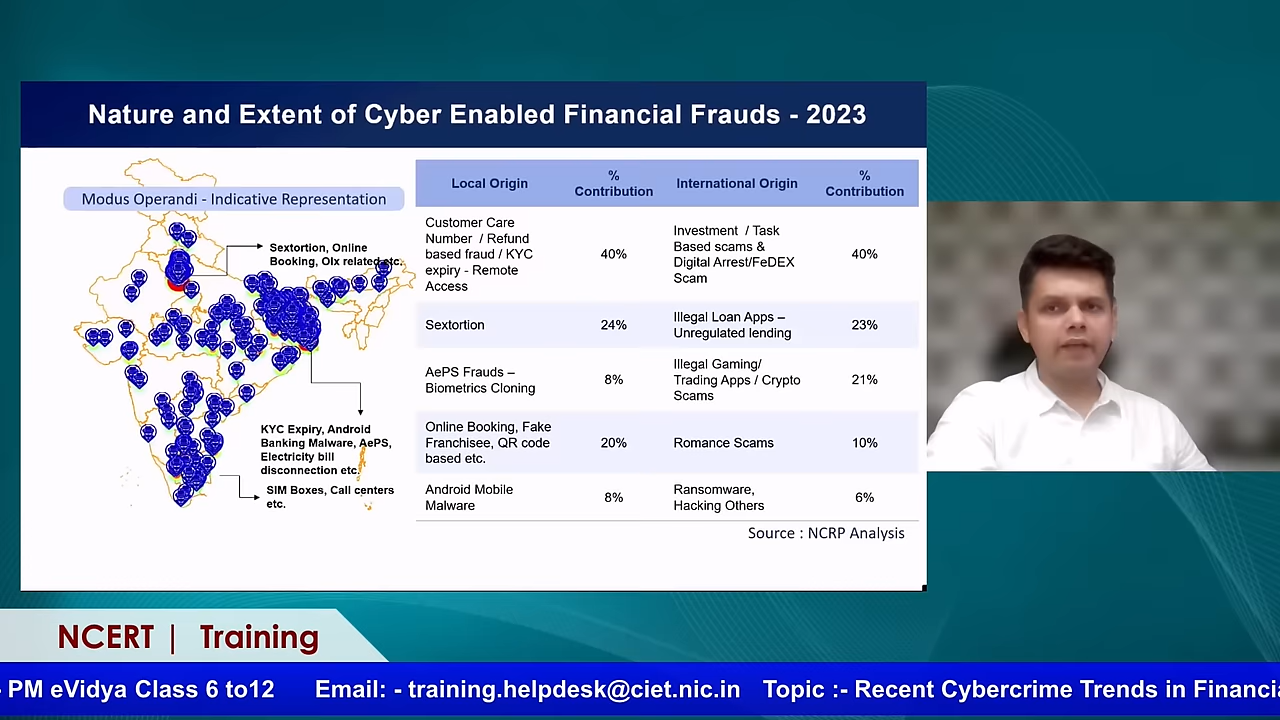 Nature and Extent of Cyber Enabled Financial Frauds - 2023
Modus Operandi - Indicative Representation
Sextortion, Online
Booking, Olx related etc.
KYC Expiry, Android
Banking Malware, AePS,
Electricity bill
disconnection etc.
SIM Boxes, Call centers
etc.
Local Origin
%
Contribution
International Origin
%
Contribution
Customer Care
Number / Refund
based fraud / KYC
expiry - Remote
Access
40%
Investment / Task
Based scams &
Digital Arrest/FeDEX
Scam
40%
Sextortion
24%
Illegal Loan Apps –
Unregulated lending
23%
AePS Frauds –
Biometrics Cloning
8%
Illegal Gaming/
Trading Apps / Crypto
Scams
21%
Online Booking, Fake
Franchisee, QR code
based etc.
20%
Romance Scams
10%
Android Mobile
Malware
8%
Ransomware,
Hacking Others
6%
Source : NCRP Analysis
NCERT | Training
- PM eVidya Class 6 to12 Email: - training.helpdesk@ciet.nic.in Topic :- Recent Cybercrime Trends in Financia